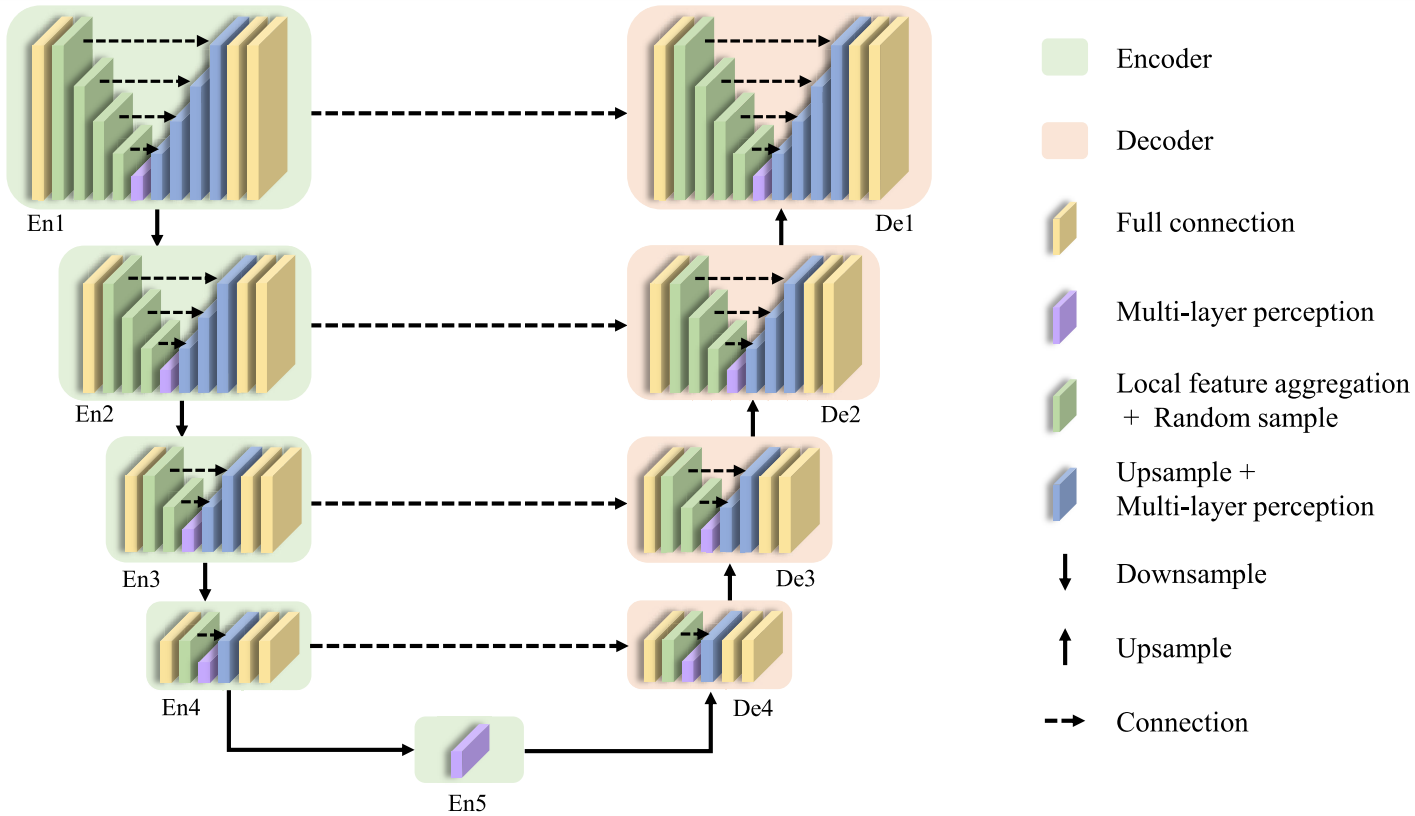 En1
En2
En3
En4
En5
De1
De2
De3
De4
Encoder
Decoder
Full connection
Multi-layer perception
Local feature aggregation
+ Random sample
Upsample +
Multi-layer perception
Downsample
Upsample
Connection